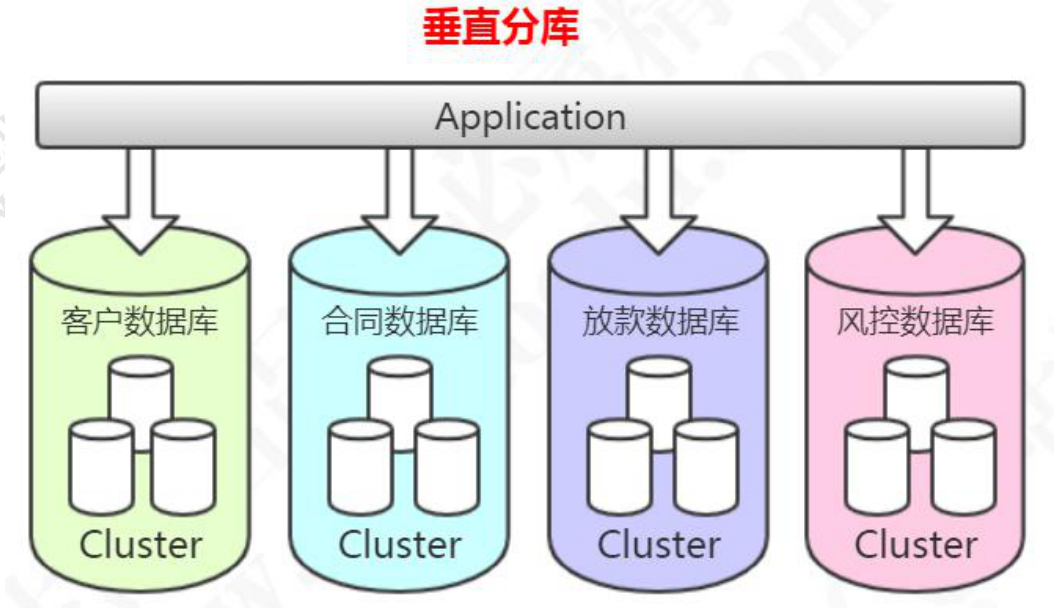 垂直分库
Application
客户数据库
合同数据库
放款数据库
风控数据库
Cluster
Cluster
Cluster
Cluster